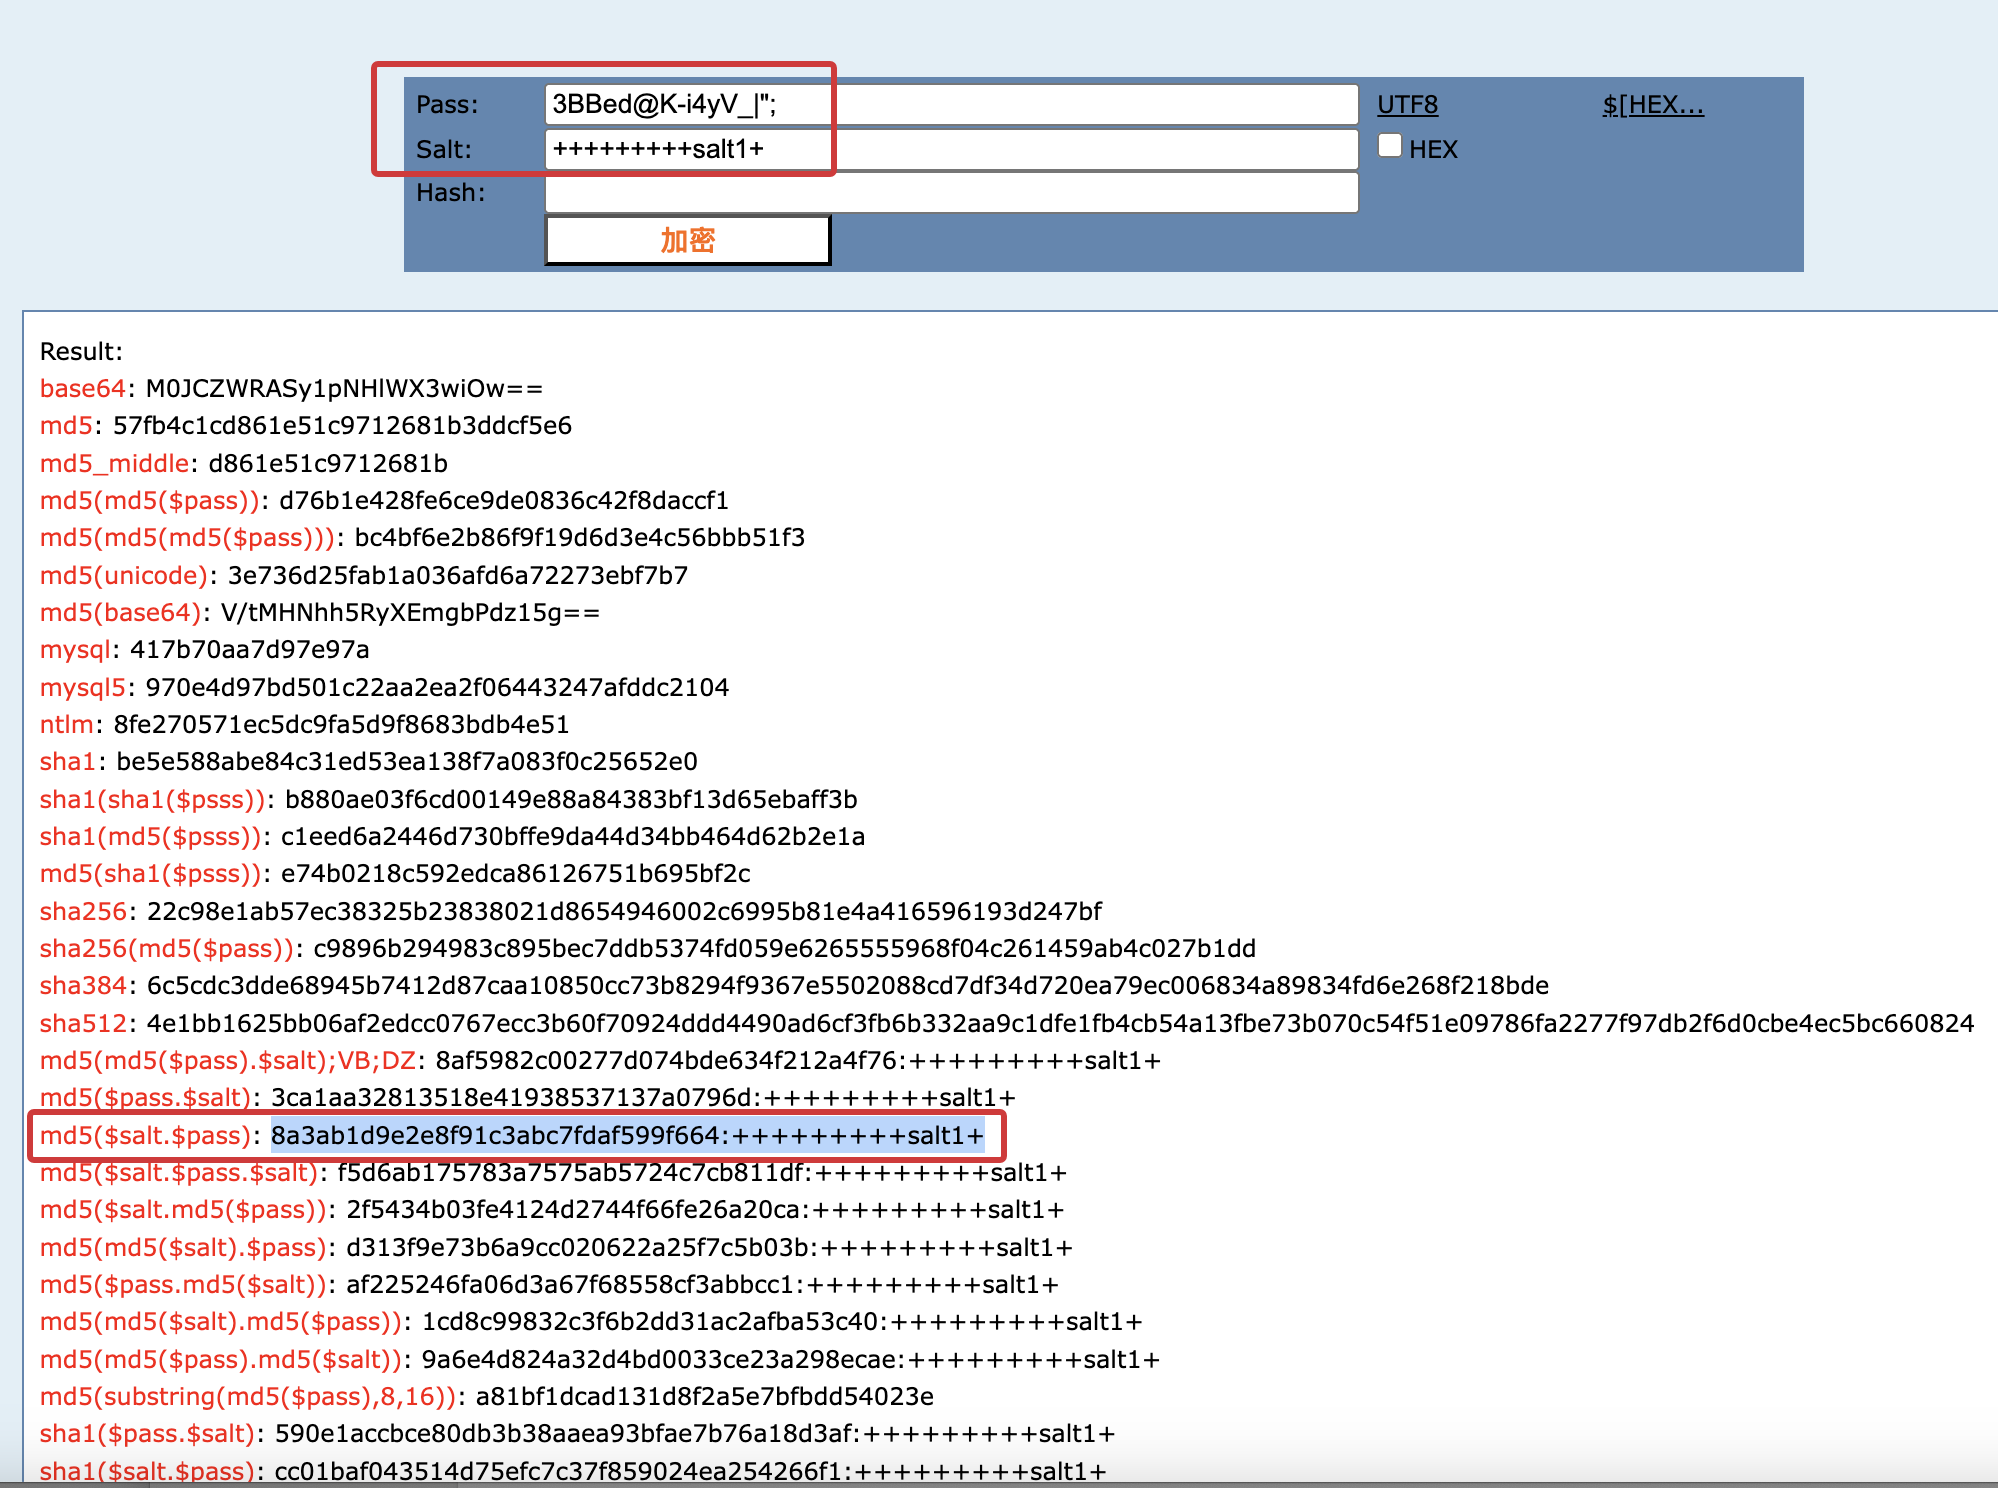 Pass: 3BBed@K-i4yV_|"; UTF8 $[HEX...
Salt: +++++++++salt1+ HEX
Hash:
加密
Result:
base64: M0JCZWRASy1pNHlWX3wiOw==
md5: 57fb4c1cd861e51c9712681b3ddcf5e6
md5_middle: d861e51c9712681b
md5(md5($pass)): d76b1e428fe6ce9de0836c42f8daccf1
md5(md5(md5($pass))): bc4bf6e2b86f9f19d6d3e4c56bbb51f3
md5(unicode): 3e736d25fab1a036afd6a72273ebf7b7
md5(base64): V/tMHNhh5RyXEmgbPdz15g==
mysql: 417b70aa7d97e97a
mysql5: 970e4d97bd501c22aa2ea2f06443247afddc2104
ntlm: 8fe270571ec5dc9fa5d9f8683bdb4e51
sha1: be5e588abe84c31ed53ea138f7a083f0c25652e0
sha1(sha1($psss)): b880ae03f6cd00149e88a84383bf13d65ebaff3b
sha1(md5($psss)): c1eed6a2446d730bffe9da44d34bb464d62b2e1a
md5(sha1($psss)): e74b0218c592edca86126751b695bf2c
sha256: 22c98e1ab57ec38325b23838021d8654946002c6995b81e4a416596193d247bf
sha256(md5($pass)): c9896b294983c895bec7ddb5374fd059e6265555968f04c261459ab4c027b1dd
sha384: 6c5cdc3dde68945b7412d87caa10850cc73b8294f9367e5502088cd7df34d720ea79ec006834a89834fd6e268f218bde
sha512: 4e1bb1625bb06af2edcc0767ecc3b60f70924ddd4490ad6cf3fb6b332aa9c1dfe1fb4cb54a13fbe73b070c54f51e09786fa2277f97db2f6d0cbe4ec5bc660824
md5(md5($pass).$salt);VB;DZ: 8af5982c00277d074bde634f212a4f76:+++++++++salt1+
md5($pass.$salt): 3ca1aa32813518e41938537137a0796d:+++++++++salt1+
md5($salt.$pass): 8a3ab1d9e2e8f91c3abc7fdaf599f664:+++++++++salt1+
md5($salt.$pass.$salt): f5d6ab175783a7575ab5724c7cb811df:+++++++++salt1+
md5($salt.md5($pass)): 2f5434b03fe4124d2744f66fe26a20ca:+++++++++salt1+
md5(md5($salt).$pass): d313f9e73b6a9cc020622a25f7c5b03b:+++++++++salt1+
md5($pass.md5($salt)): af225246fa06d3a67f68558cf3abbcc1:+++++++++salt1+
md5(md5($salt).md5($pass)): 1cd8c99832c3f6b2dd31ac2afba53c40:+++++++++salt1+
md5(md5($pass).md5($salt)): 9a6e4d824a32d4bd0033ce23a298ecae:+++++++++salt1+
md5(substring(md5($pass),8,16)): a81bf1dcad131d8f2a5e7bfbdd54023e
sha1($pass.$salt): 590e1accbce80db3b38aaea93bfae7b76a18d3af:+++++++++salt1+
sha1($salt.$pass): cc01baf043514d75efc7c37f859024ea254266f1:+++++++++salt1+